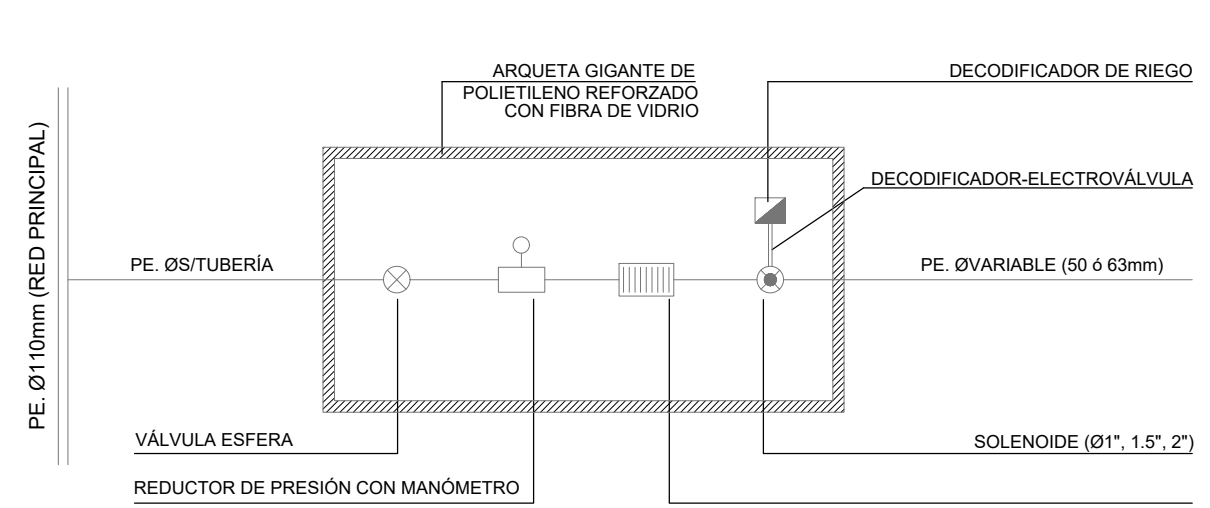 ARQUETA GIGANTE DE
POLIETILENO REFORZADO
CON FIBRA DE VIDRIO
DECODIFICADOR DE RIEGO
DECODIFICADOR-ELECTROVÁLVULA
PE. Ø110mm (RED PRINCIPAL)
PE. ØS/TUBERÍA
PE. ØVARIABLE (50 ó 63mm)
VÁLVULA ESFERA
SOLENOIDE (Ø1", 1.5", 2")
REDUCTOR DE PRESIÓN CON MANÓMETRO